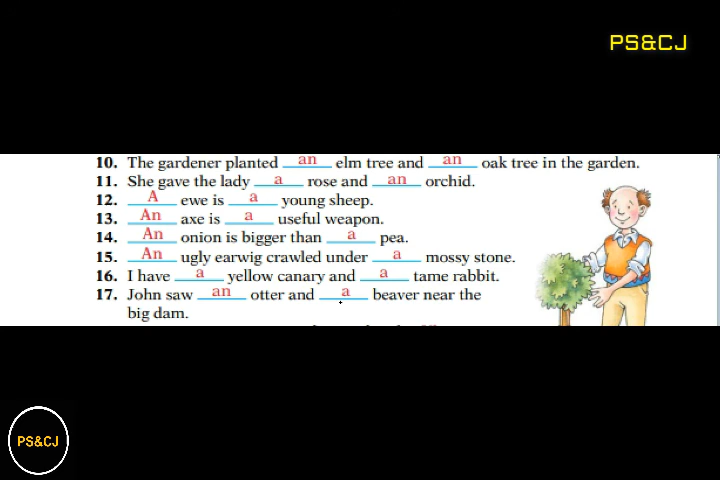 PS&CJ
10. The gardener planted an elm tree and an oak tree in the garden.
11. She gave the lady a rose and an orchid.
12. A ewe is a young sheep.
13. An axe is a useful weapon.
14. An onion is bigger than a pea.
15. An ugly earwig crawled under a mossy stone.
16. I have a yellow canary and a tame rabbit.
17. John saw an otter and a beaver near the
big dam.
PS&CJ